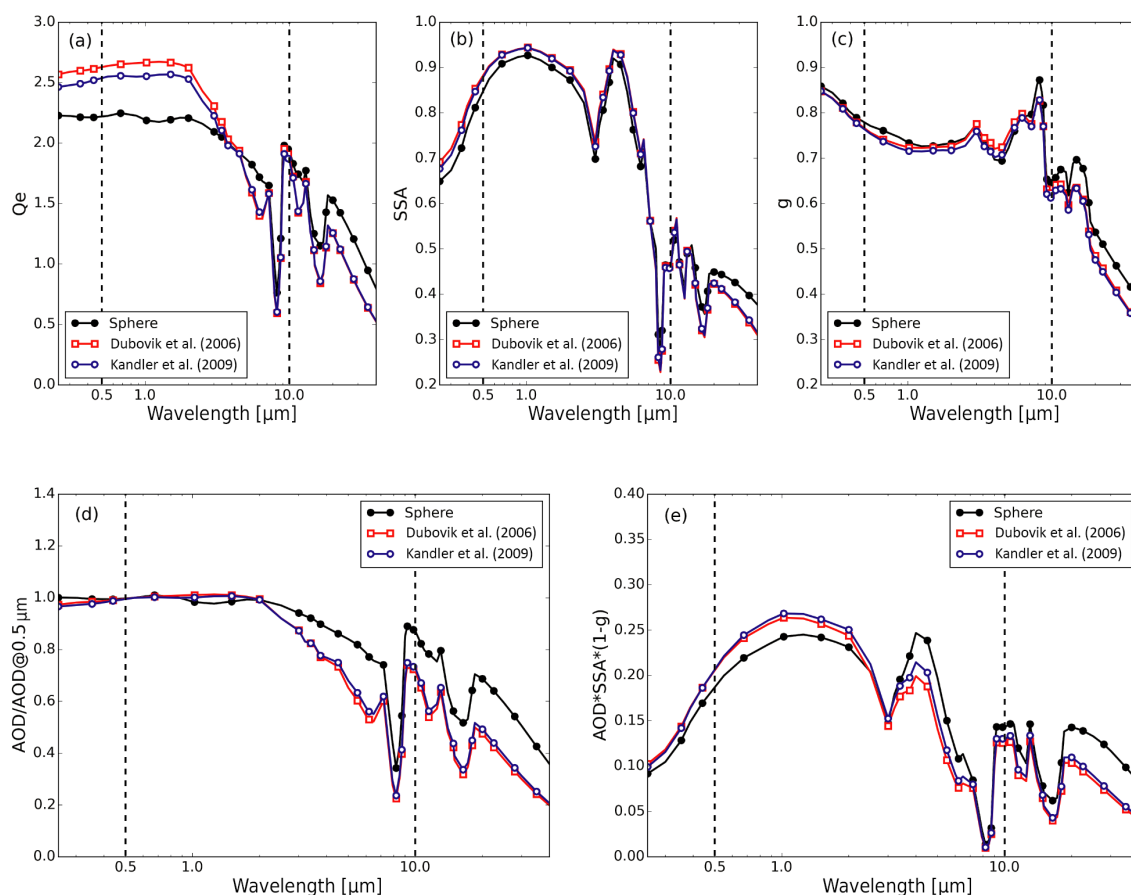 (a)
Qe
3.0
2.5
2.0
1.5
1.0
0.5
0.0
Sphere
Dubovik et al. (2006)
Kandler et al. (2009)
0.5 1.0 10.0
Wavelength [μm]
(b)
SSA
1.0
0.9
0.8
0.7
0.6
0.5
0.4
0.3
0.2
Sphere
Dubovik et al. (2006)
Kandler et al. (2009)
0.5 1.0 10.0
Wavelength [μm]
(c)
g
1.0
0.9
0.8
0.7
0.6
0.5
0.4
0.3
0.2
Sphere
Dubovik et al. (2006)
Kandler et al. (2009)
0.5 1.0 10.0
Wavelength [μm]
(d)
AOD/AOD@0.5μm
1.4
1.2
1.0
0.8
0.6
0.4
0.2
0.0
Sphere
Dubovik et al. (2006)
Kandler et al. (2009)
0.5 1.0 10.0
Wavelength [μm]
(e)
AOD*SSA*(1-g)
0.40
0.35
0.30
0.25
0.20
0.15
0.10
0.05
0.00
Sphere
Dubovik et al. (2006)
Kandler et al. (2009)
0.5 1.0 10.0
Wavelength [μm]